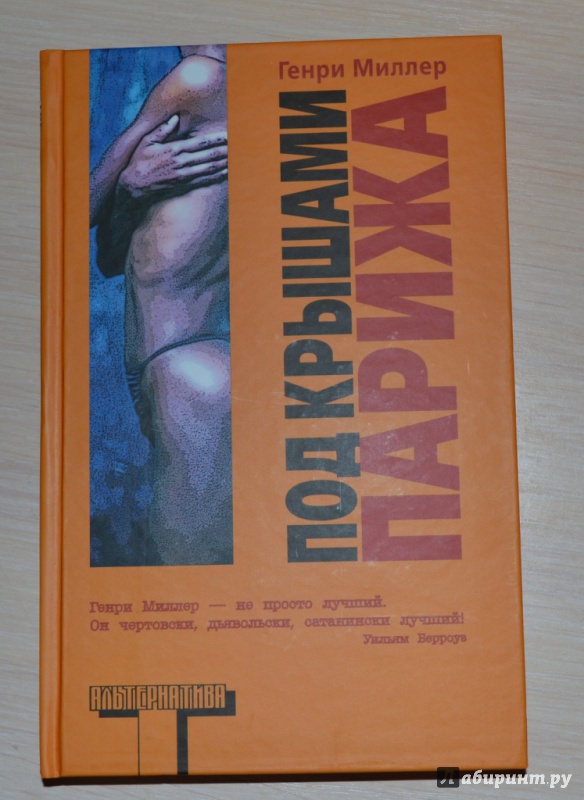 Генри Миллер
ПОД КРЫШАМИ
ПАРИЖА
Генри Миллер — не просто лучший.
Он чертовски, дьявольски, сатанински лучший!
Уильям Берроуз
АЛЬТЕРНАТИВА
Лабиринт.ру